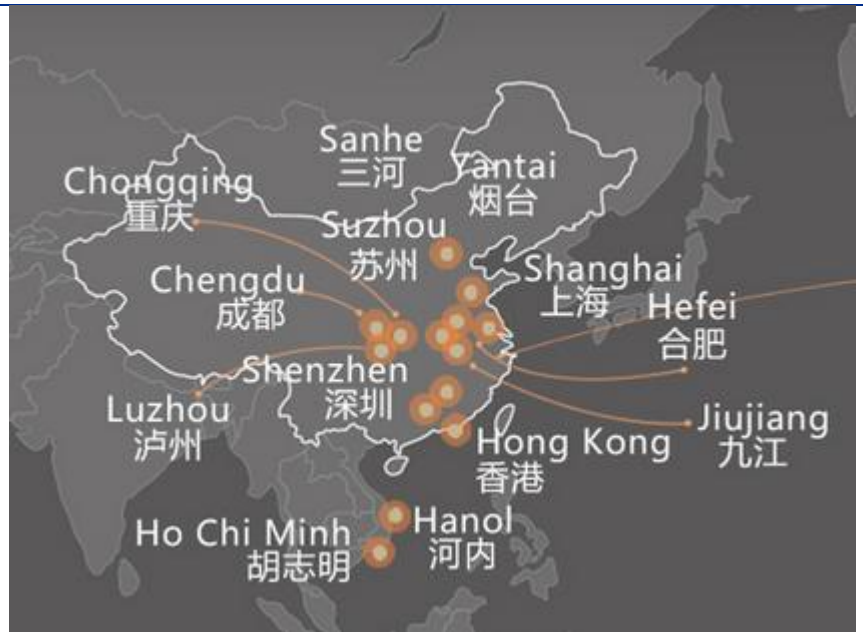 Sanhe
三河
Yantai
烟台
Chongqing
重庆
Suzhou
苏州
Shanghai
上海
Chengdu
成都
Hefei
合肥
Shenzhen
深圳
Luzhou
泸州
Jiujiang
九江
Hong Kong
香港
Hanol
河内
Ho Chi Minh
胡志明